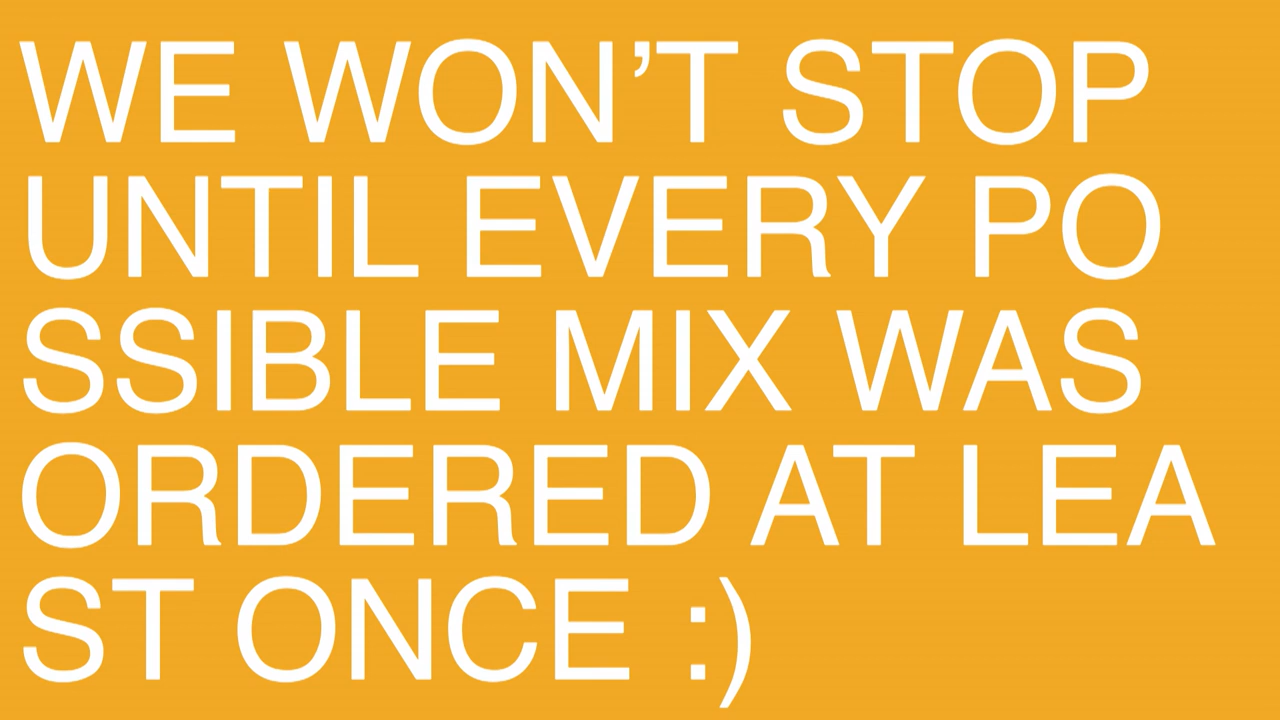 WE WON’T STOP
UNTIL EVERY PO
SSIBLE MIX WAS
ORDERED AT LEA
ST ONCE :)